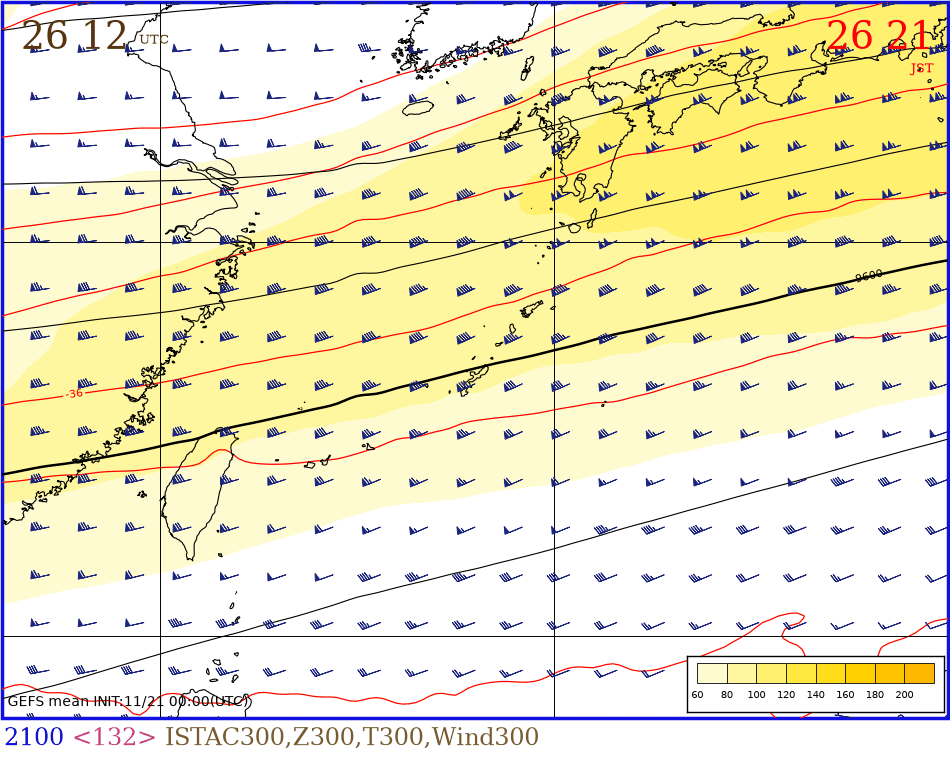 26 12 UTC
26 21
JST
9600
-36
60 80 100 120 140 160 180 200
GEFS mean INIT:11/21 00:00(UTC)
2100 <132> ISTAC300,Z300,T300,Wind300